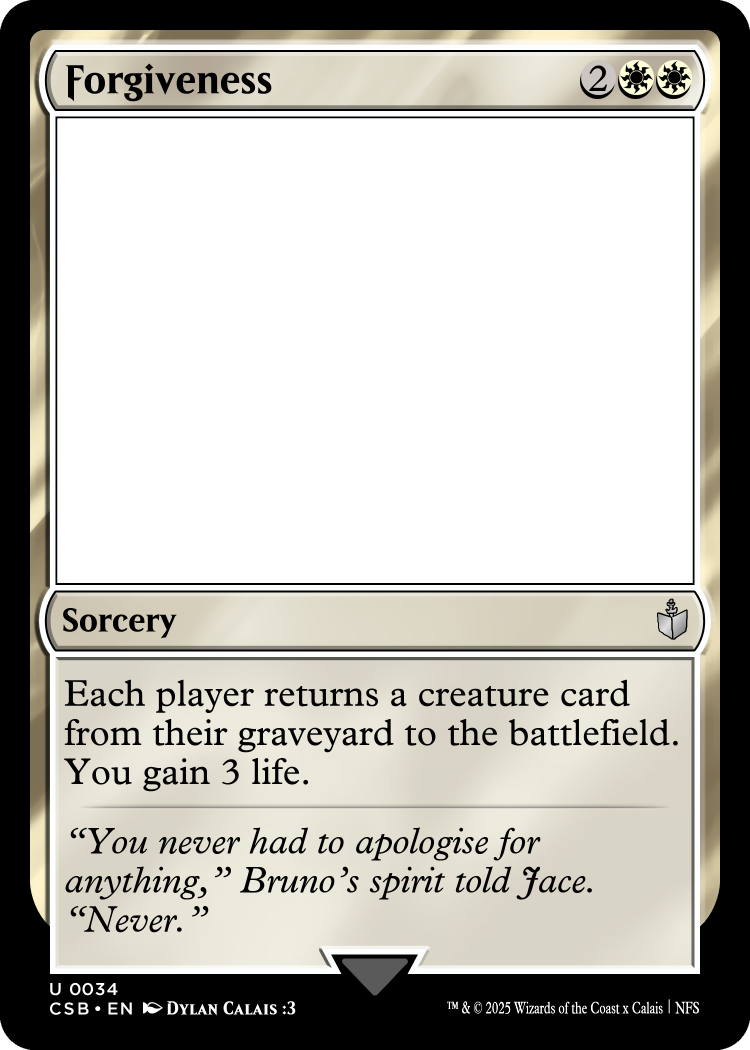 Forgiveness 2
Sorcery
Each player returns a creature card
from their graveyard to the battlefield.
You gain 3 life.
“You never had to apologise for
anything,” Bruno’s spirit told Jace.
“Never.”
U 0034
CSB • EN Dylan Calais :3
™ & © 2025 Wizards of the Coast x Calais | NFS